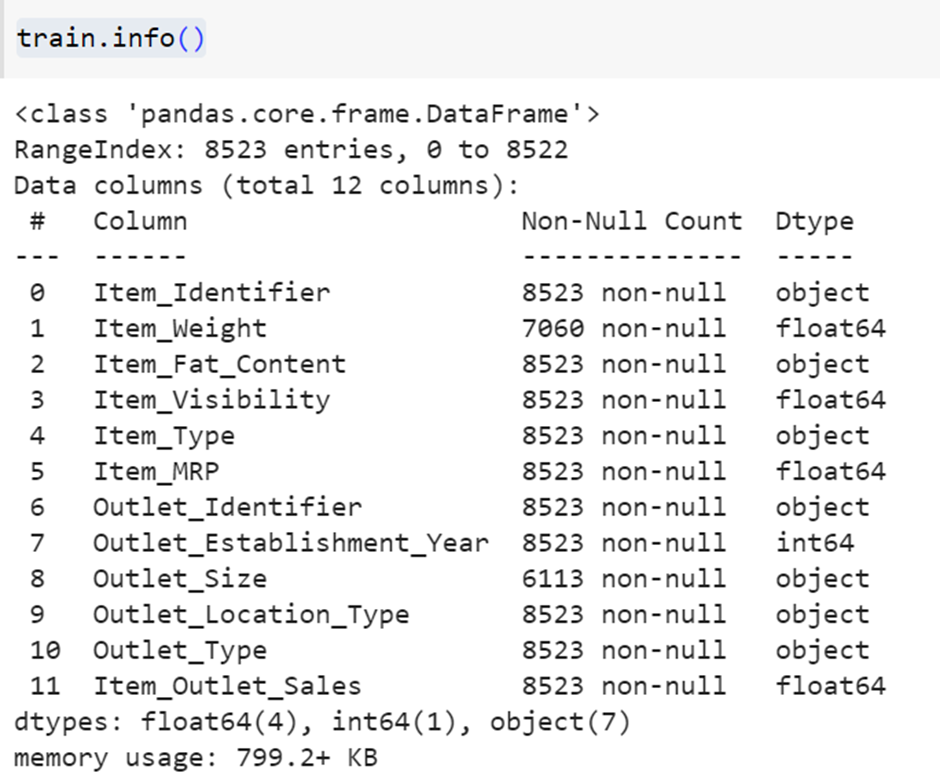 train.info()
<class 'pandas.core.frame.DataFrame'>
RangeIndex: 8523 entries, 0 to 8522
Data columns (total 12 columns):
 #   Column                     Non-Null Count  Dtype
---  ------                     --------------  -----
 0   Item_Identifier            8523 non-null   object
 1   Item_Weight                7060 non-null   float64
 2   Item_Fat_Content           8523 non-null   object
 3   Item_Visibility            8523 non-null   float64
 4   Item_Type                  8523 non-null   object
 5   Item_MRP                   8523 non-null   float64
 6   Outlet_Identifier          8523 non-null   object
 7   Outlet_Establishment_Year  8523 non-null   int64
 8   Outlet_Size                6113 non-null   object
 9   Outlet_Location_Type       8523 non-null   object
 10  Outlet_Type                8523 non-null   object
 11  Item_Outlet_Sales          8523 non-null   float64
dtypes: float64(4), int64(1), object(7)
memory usage: 799.2+ KB